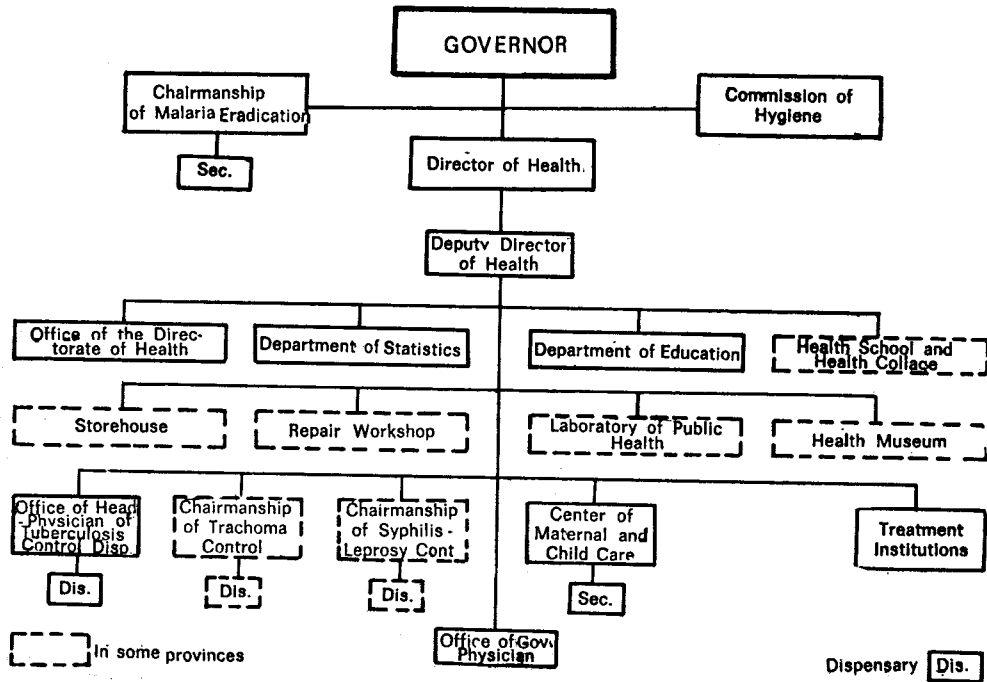 GOVERNOR
Chairmanship
of Malaria Eradication
Commission of
Hygiene
Sec.
Director of Health.
Deputy Director
of Health
Office of the Direc-
torate of Health
Department of Statistics
Department of Education
Health School and
Health Collage
Storehouse
Repair Workshop
Laboratory of Public
Health
Health Museum
Office of Head
-Physician of
Tuberculosis
Control Disp.
Chairmanship
of Trachoma
Control
Chairmanship
of Syphilis-
Leprosy Cont
Center of
Maternal and
Child Care
Treatment
Institutions
Dis.
Dis.
Dis.
Sec.
Office of Gov.
Physician
In some provinces
Dispensary Dis.